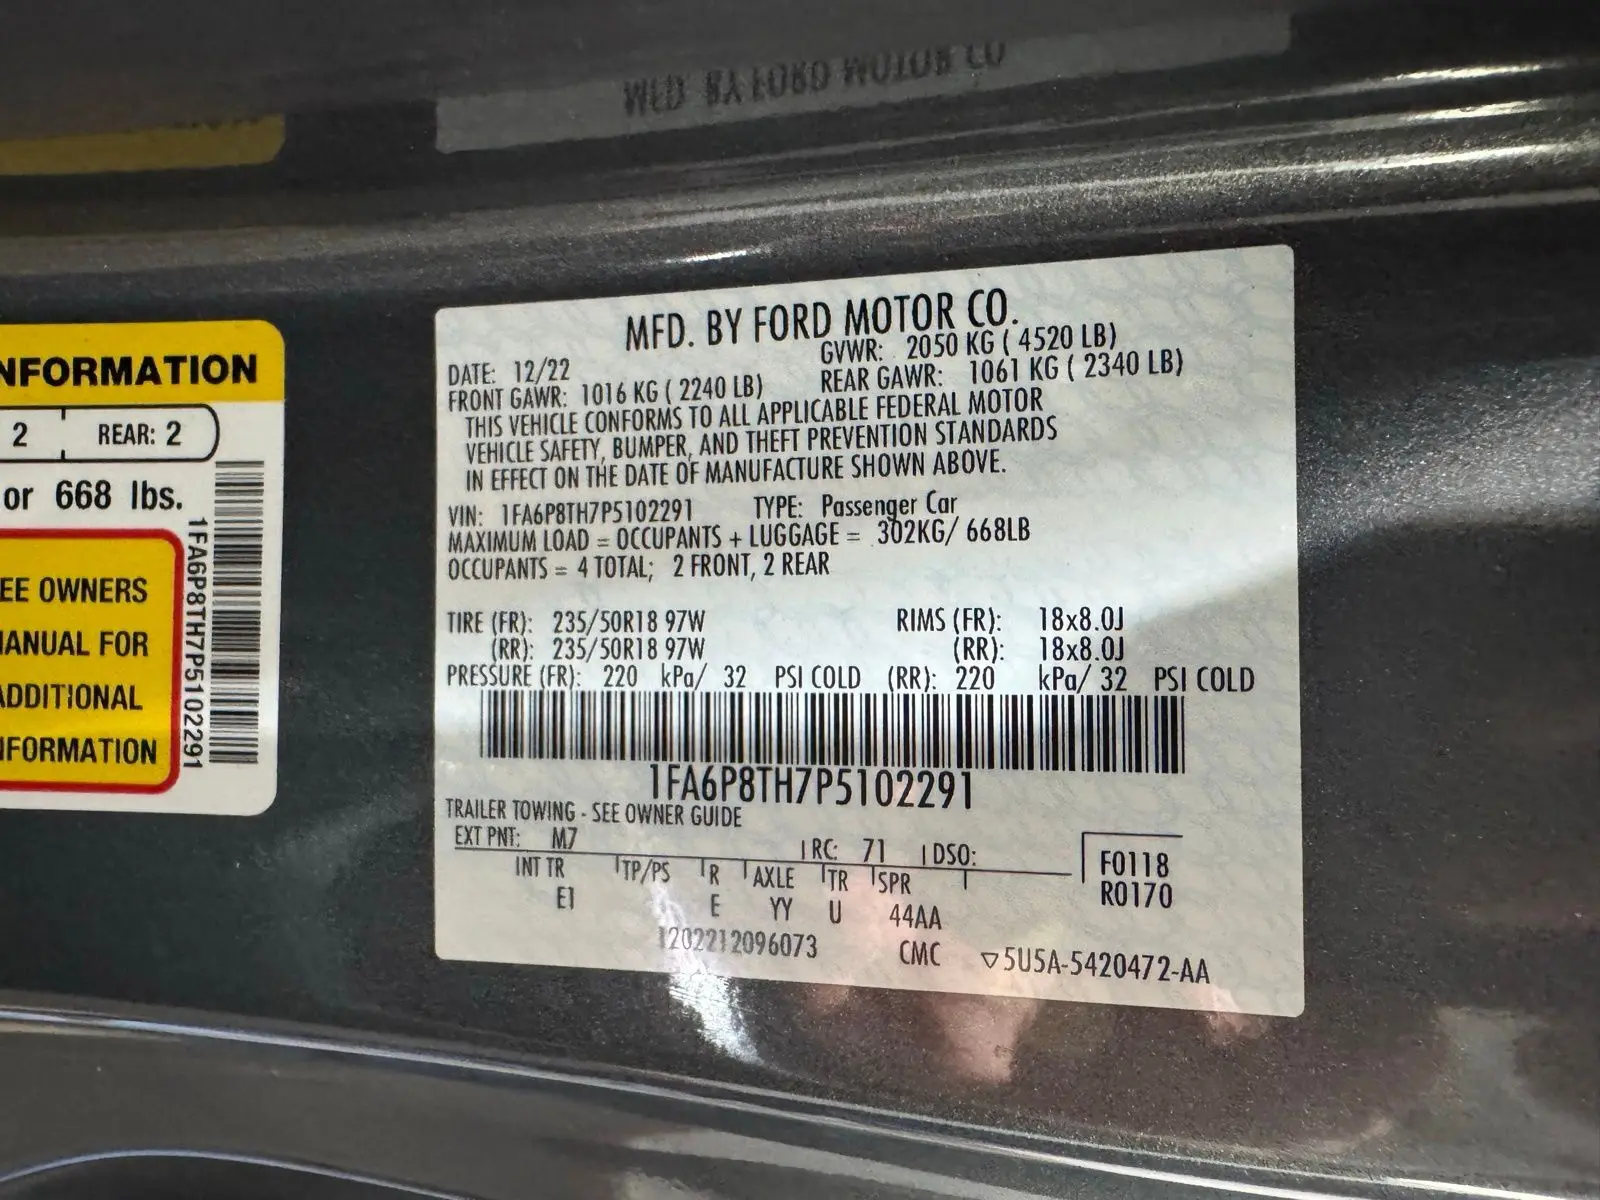 NFORMATION
2 REAR: 2
or 668 lbs.
EE OWNERS
ANUAL FOR
ADDITIONAL
NFORMATION
1FA6P8TH7P5102291
MFD. BY FORD MOTOR CO.
DATE: 12/22 GVWR: 2050 KG ( 4520 LB)
FRONT GAWR: 1016 KG ( 2240 LB) REAR GAWR: 1061 KG ( 2340 LB)
THIS VEHICLE CONFORMS TO ALL APPLICABLE FEDERAL MOTOR
VEHICLE SAFETY, BUMPER, AND THEFT PREVENTION STANDARDS
IN EFFECT ON THE DATE OF MANUFACTURE SHOWN ABOVE.
VIN: 1FA6P8TH7P5102291 TYPE: Passenger Car
MAXIMUM LOAD = OCCUPANTS + LUGGAGE = 302KG/ 668LB
OCCUPANTS = 4 TOTAL; 2 FRONT, 2 REAR
TIRE (FR): 235/50R18 97W RIMS (FR): 18x8.0J
(RR): 235/50R18 97W (RR): 18x8.0J
PRESSURE (FR): 220 kPa/ 32 PSI COLD (RR): 220 kPa/ 32 PSI COLD
1FA6P8TH7P5102291
TRAILER TOWING - SEE OWNER GUIDE
EXT PNT: M7 RC: 71 DSO:
F0118
R0170
INT TR TP/PS R AXLE TR SPR
E1 E YY U 44AA
1202212096073 CMC ▽5U5A-5420472-AA